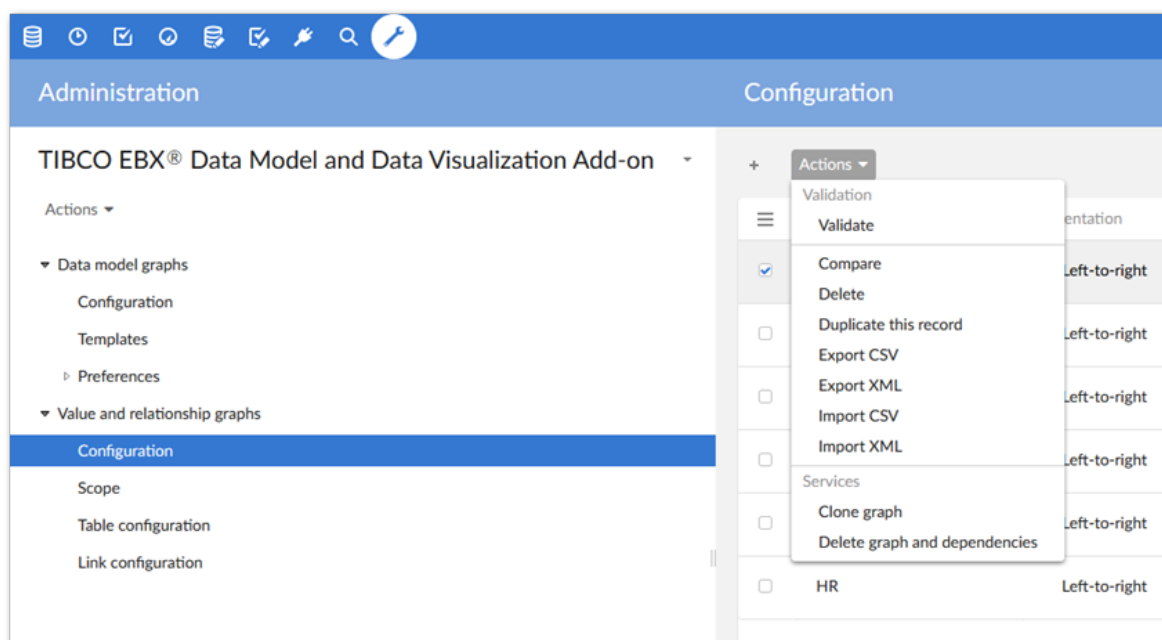 Administration
Configuration
TIBCO EBX® Data Model and Data Visualization Add-on
Actions
Data model graphs
Configuration
Templates
Preferences
Value and relationship graphs
Configuration
Scope
Table configuration
Link configuration
+
Actions
Validation
Validate
Compare
Delete
Duplicate this record
Export CSV
Export XML
Import CSV
Import XML
Services
Clone graph
Delete graph and dependencies
entation
Left-to-right
Left-to-right
Left-to-right
Left-to-right
Left-to-right
HR Left-to-right